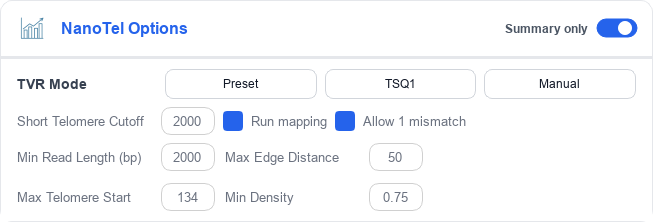 NanoTel Options
Summary only
TVR Mode Preset TSQ1 Manual
Short Telomere Cutoff 2000 Run mapping Allow 1 mismatch
Min Read Length (bp) 2000 Max Edge Distance 50
Max Telomere Start 134 Min Density 0.75